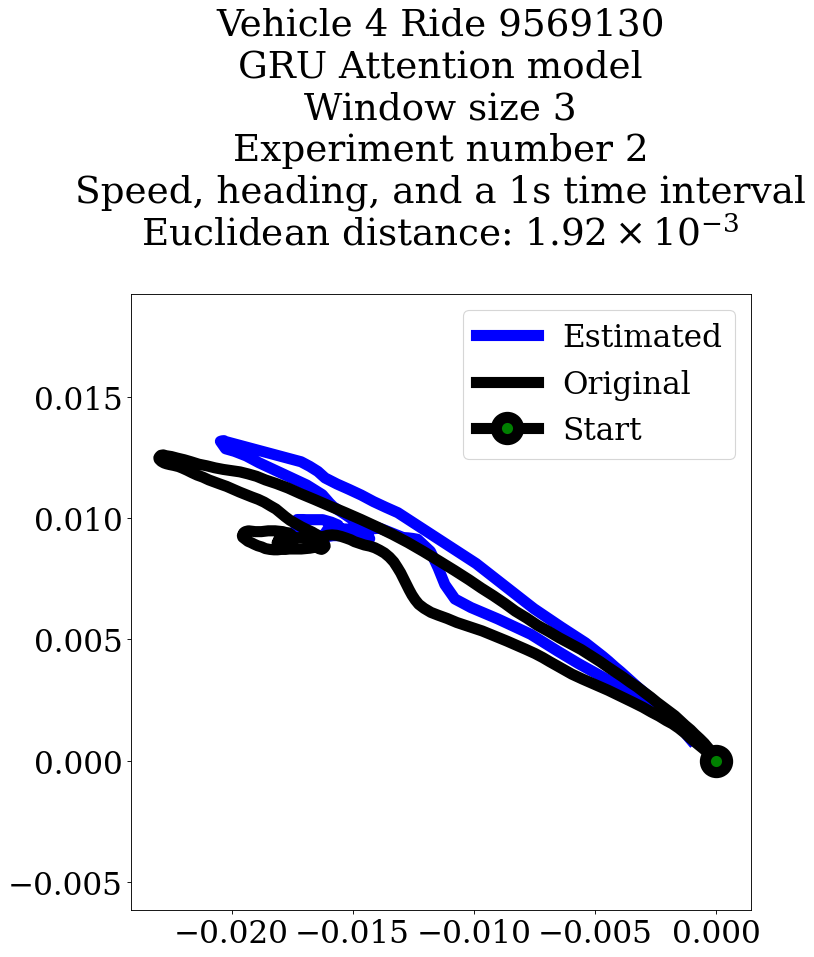 Vehicle 4 Ride 9569130
GRU Attention model
Window size 3
Experiment number 2
Speed, heading, and a 1s time interval
Euclidean distance: 1.92 × 10⁻³
Estimated
Original
Start
0.015
0.010
0.005
0.000
−0.005
−0.020 −0.015 −0.010 −0.005 0.000